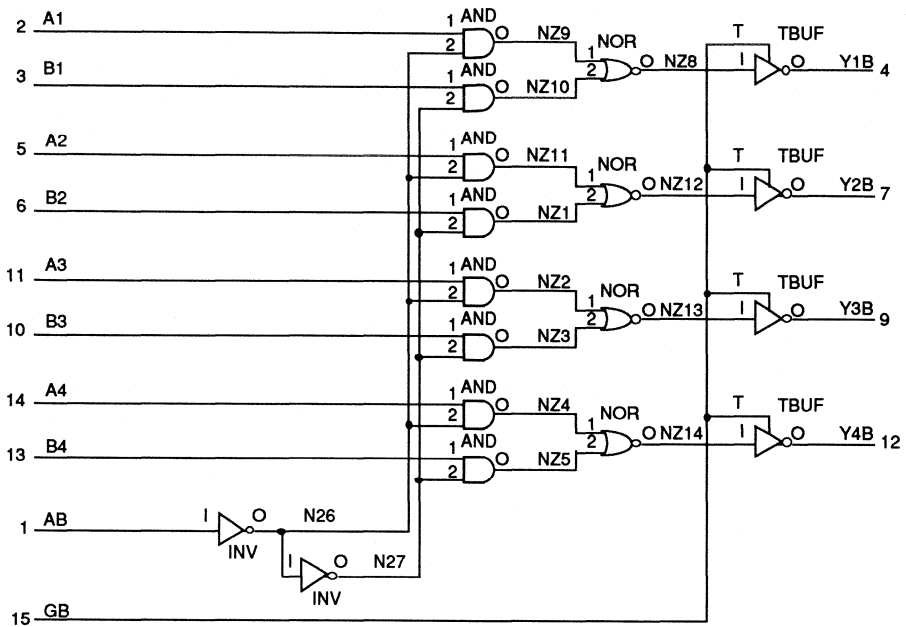 2 A1 1 AND O NZ9 NOR T TBUF
2 1 O NZ8 I O Y1B 4
3 B1 1 AND O NZ10 2
2
5 A2 1 AND O NZ11 NOR T TBUF
2 1 O NZ12 I O Y2B 7
6 B2 1 AND O NZ1 2
2
11 A3 1 AND O NZ2 NOR T TBUF
2 1 O NZ13 I O Y3B 9
10 B3 1 AND O NZ3 2
2
14 A4 1 AND O NZ4 NOR T TBUF
2 1 O NZ14 I O Y4B 12
13 B4 1 AND O NZ5 2
2
1 AB I O N26
INV I O N27
INV
15 GB